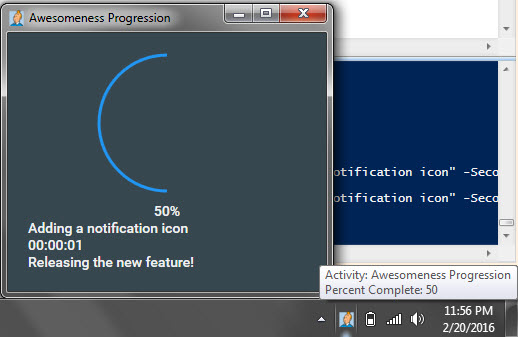 Awesomeness Progression
50%
Adding a notification icon
00:00:01
Releasing the new feature!
notification icon" -Seco
otification icon" -Seco
Activity: Awesomeness Progression
Percent Complete: 50
11:56 PM
2/20/2016